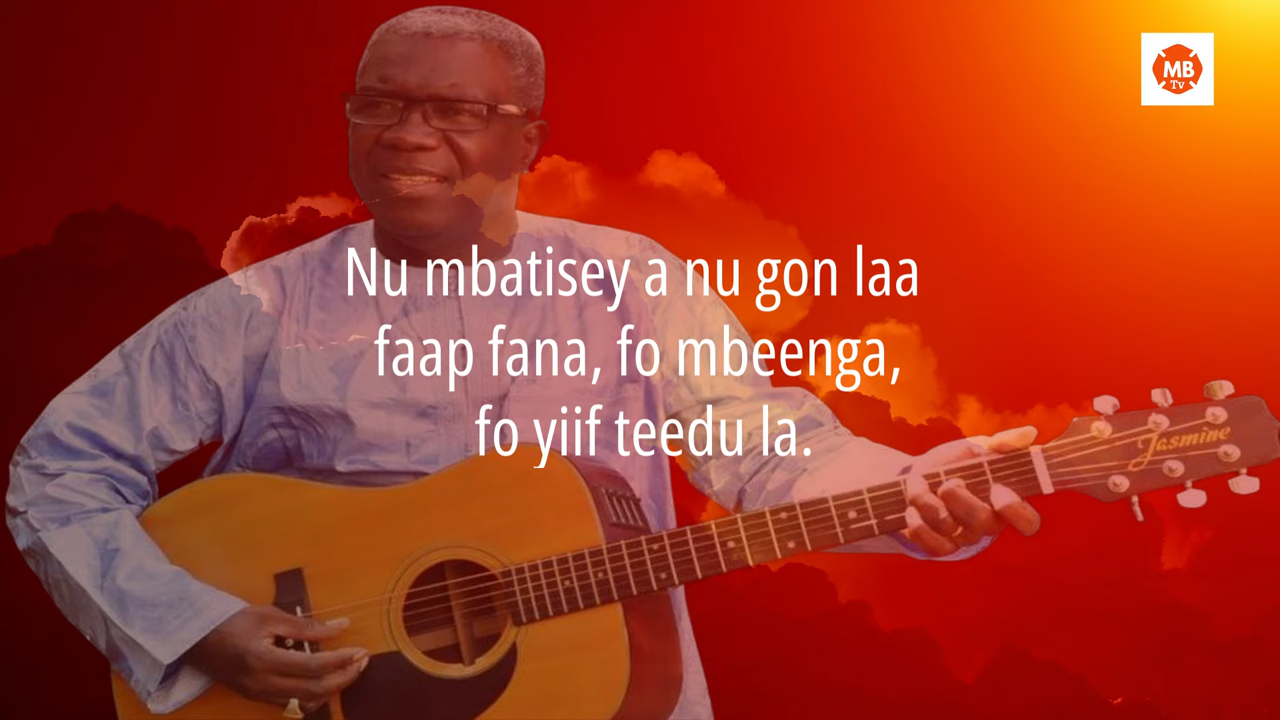 MB
Tv
Nu mbatisey a nu gon laa
faap fana, fo mbeenga,
fo yiif teedu la.
Jasmine